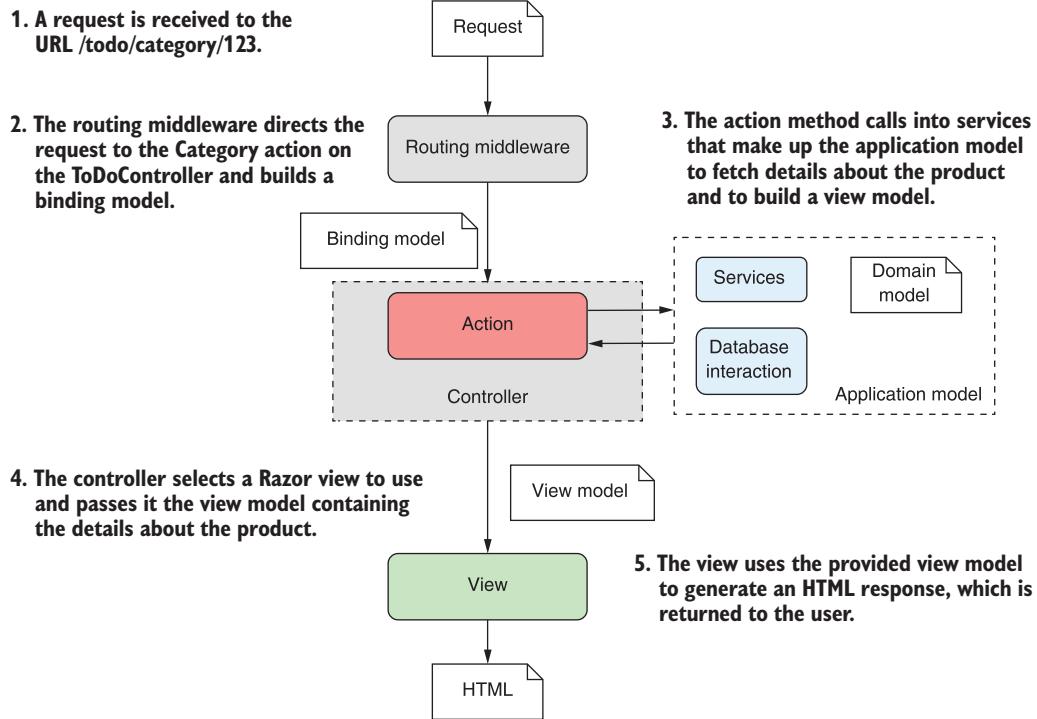 1. A request is received to the
URL /todo/category/123.
Request
2. The routing middleware directs the
request to the Category action on
the ToDoController and builds a
binding model.
Routing middleware
3. The action method calls into services
that make up the application model
to fetch details about the product
and to build a view model.
Binding model
Services
Domain
model
Action
Database
interaction
Controller
Application model
4. The controller selects a Razor view to use
and passes it the view model containing
the details about the product.
View model
View
5. The view uses the provided view model
to generate an HTML response, which is
returned to the user.
HTML